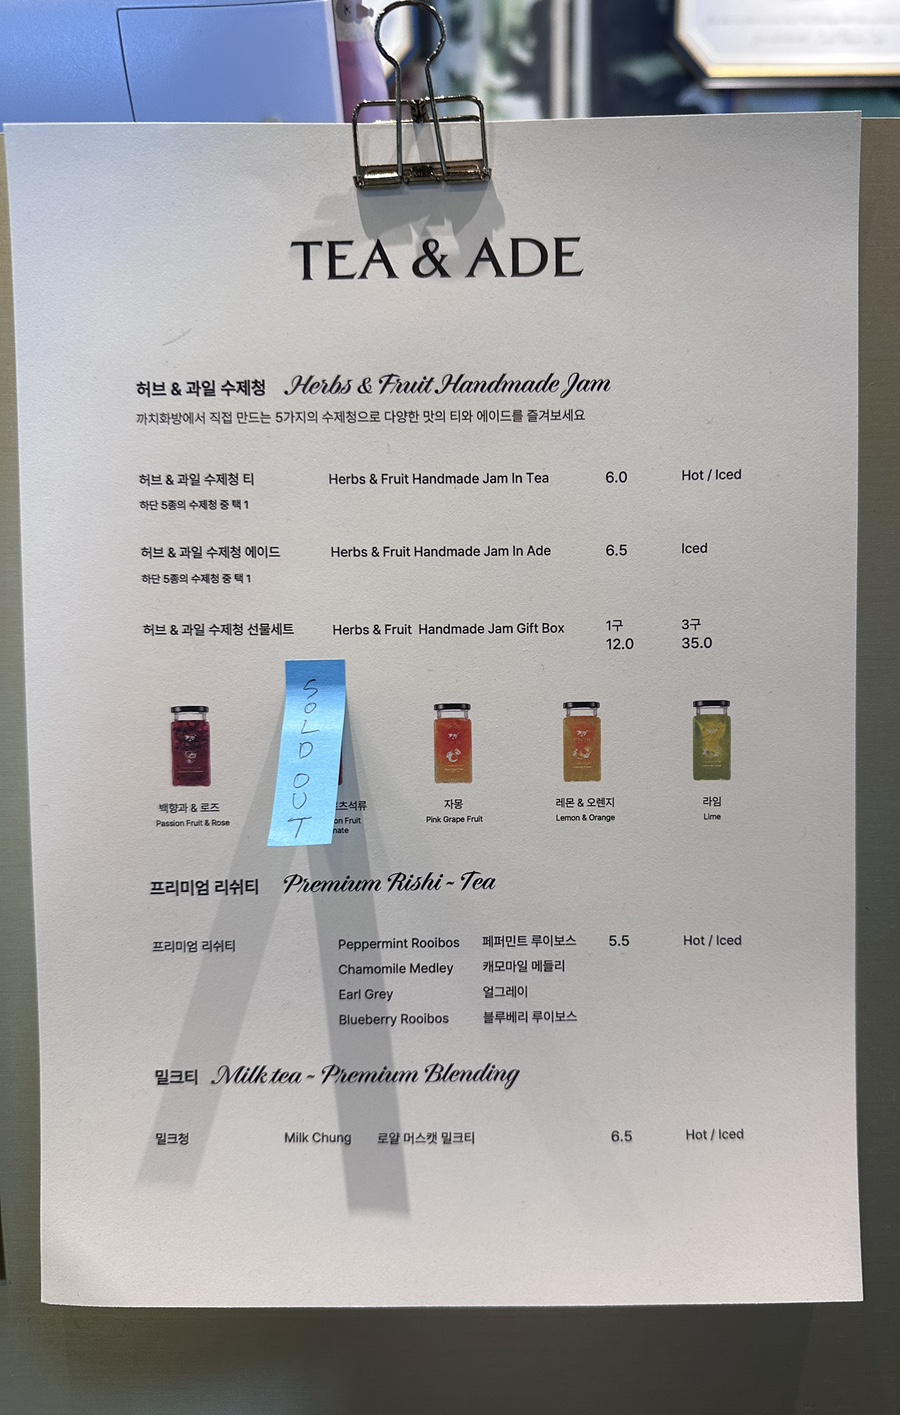 TEA & ADE
허브 & 과일 수제청 Herbs & Fruit Handmade Jam
까치화방에서 직접 만드는 5가지의 수제청으로 다양한 맛의 티와 에이드를 즐겨보세요
허브 & 과일 수제청 티 Herbs & Fruit Handmade Jam In Tea 6.0 Hot / Iced
하단 5종의 수제청 중 택 1
허브 & 과일 수제청 에이드 Herbs & Fruit Handmade Jam In Ade 6.5 Iced
하단 5종의 수제청 중 택 1
허브 & 과일 수제청 선물세트 Herbs & Fruit Handmade Jam Gift Box 1구 3구
12.0 35.0
SOLD OUT
백향과 & 로즈 츠석류 자몽 레몬 & 오렌지 라임
Passion Fruit & Rose on Fruit Pink Grape Fruit Lemon & Orange Lime
nate
프리미엄 리쉬티 Premium Rishi ~ Tea
프리미엄 리쉬티 Peppermint Rooibos 페퍼민트 루이보스 5.5 Hot / Iced
Chamomile Medley 캐모마일 메들리
Earl Grey 얼그레이
Blueberry Rooibos 블루베리 루이보스
밀크티 Milk tea ~ Premium Blending
밀크청 Milk Chung 로얄 머스캣 밀크티 6.5 Hot / Iced